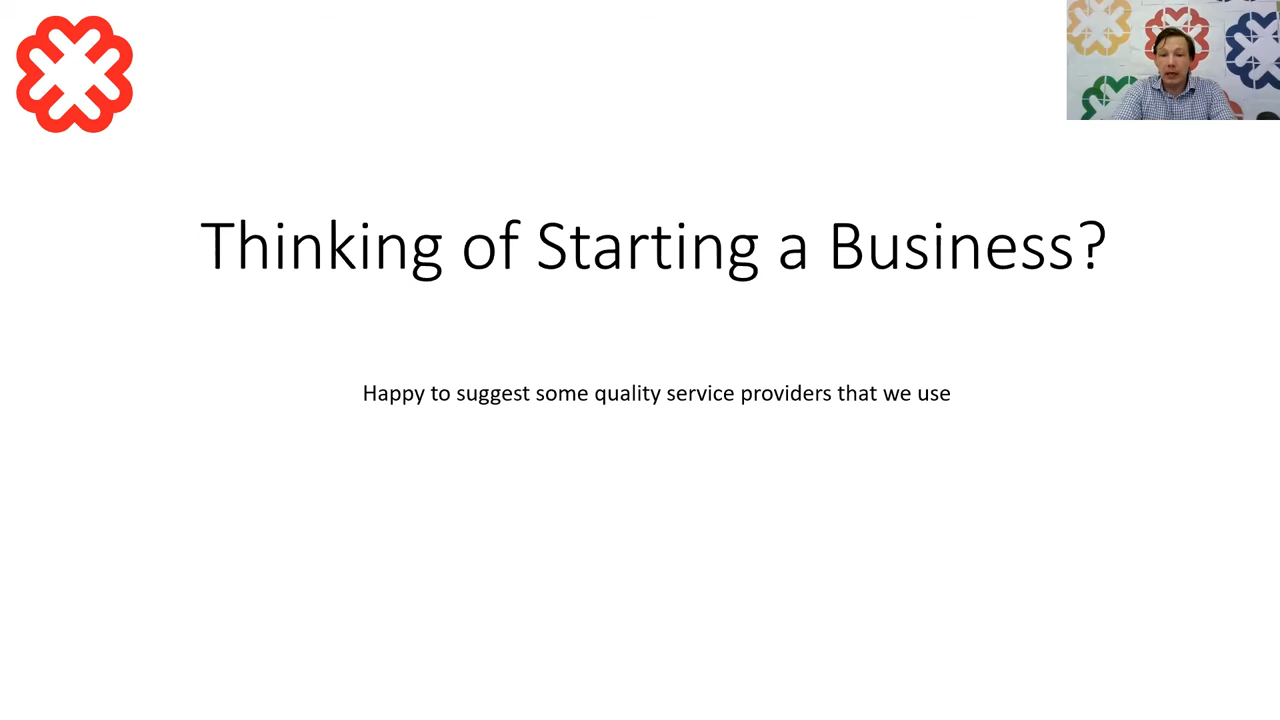 Thinking of Starting a Business?
Happy to suggest some quality service providers that we use